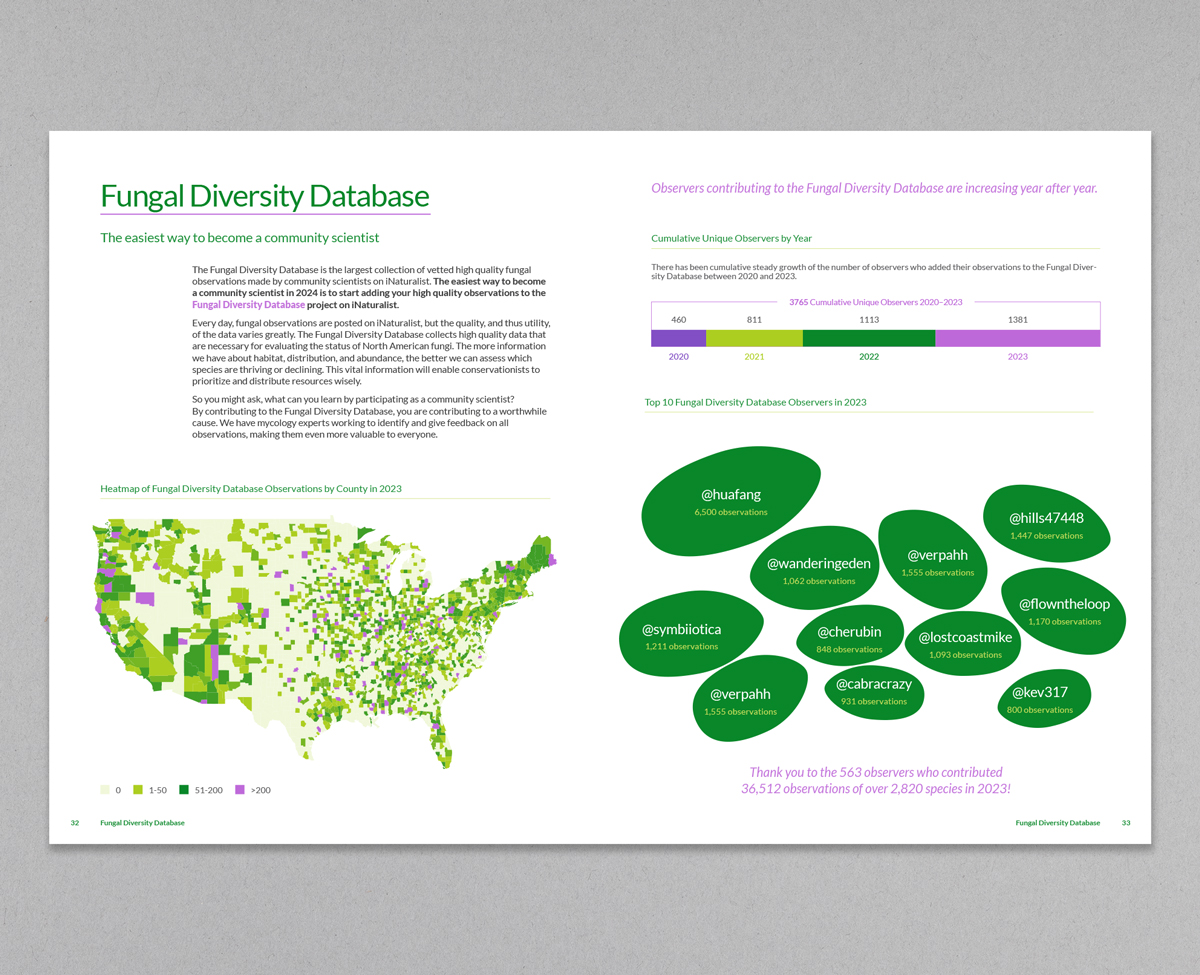 Fungal Diversity Database
The easiest way to become a community scientist
The Fungal Diversity Database is the largest collection of vetted high quality fungal
observations made by community scientists on iNaturalist. The easiest way to become
a community scientist in 2024 is to start adding your high quality observations to the
Fungal Diversity Database project on iNaturalist.
Every day, fungal observations are posted on iNaturalist, but the quality, and thus utility,
of the data varies greatly. The Fungal Diversity Database collects high quality data that
are necessary for evaluating the status of North American fungi. The more information
we have about habitat, distribution, and abundance, the better we can assess which
species are thriving or declining. This vital information will enable conservationists to
prioritize and distribute resources wisely.
So you might ask, what can you learn by participating as a community scientist?
By contributing to the Fungal Diversity Database, you are contributing to a worthwhile
cause. We have mycology experts working to identify and give feedback on all
observations, making them even more valuable to everyone.
Heatmap of Fungal Diversity Database Observations by County in 2023
0
1-50
51-200
>200
32
Fungal Diversity Database
Observers contributing to the Fungal Diversity Database are increasing year after year.
Cumulative Unique Observers by Year
There has been cumulative steady growth of the number of observers who added their observations to the Fungal Diver-
sity Database between 2020 and 2023.
3765 Cumulative Unique Observers 2020–2023
460
811
1113
1381
2020
2021
2022
2023
Top 10 Fungal Diversity Database Observers in 2023
@huafang
6,500 observations
@hills47448
1,447 observations
@wanderingeden
1,062 observations
@verpahh
1,555 observations
@flowntheloop
1,170 observations
@symbiiotica
1,211 observations
@cherubin
848 observations
@lostcoastmike
1,093 observations
@verpahh
1,555 observations
@cabracrazy
931 observations
@kev317
800 observations
Thank you to the 563 observers who contributed
36,512 observations of over 2,820 species in 2023!
Fungal Diversity Database
33